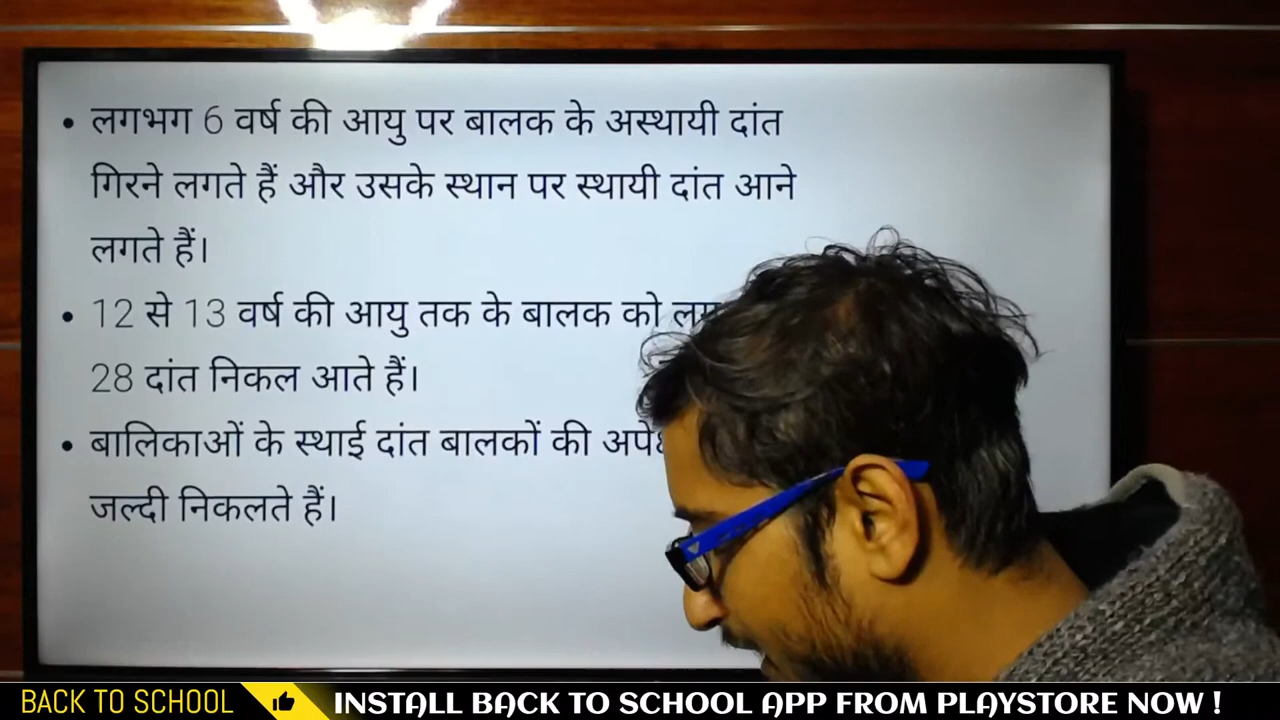 • लगभग 6 वर्ष की आयु पर बालक के अस्थायी दांत
गिरने लगते हैं और उसके स्थान पर स्थायी दांत आने
लगते हैं।
• 12 से 13 वर्ष की आयु तक के बालक को
28 दांत निकल आते हैं।
• बालिकाओं के स्थाई दांत बालकों की
जल्दी निकलते हैं।
BACK TO SCHOOL INSTALL BACK TO SCHOOL APP FROM PLAYSTORE NOW !